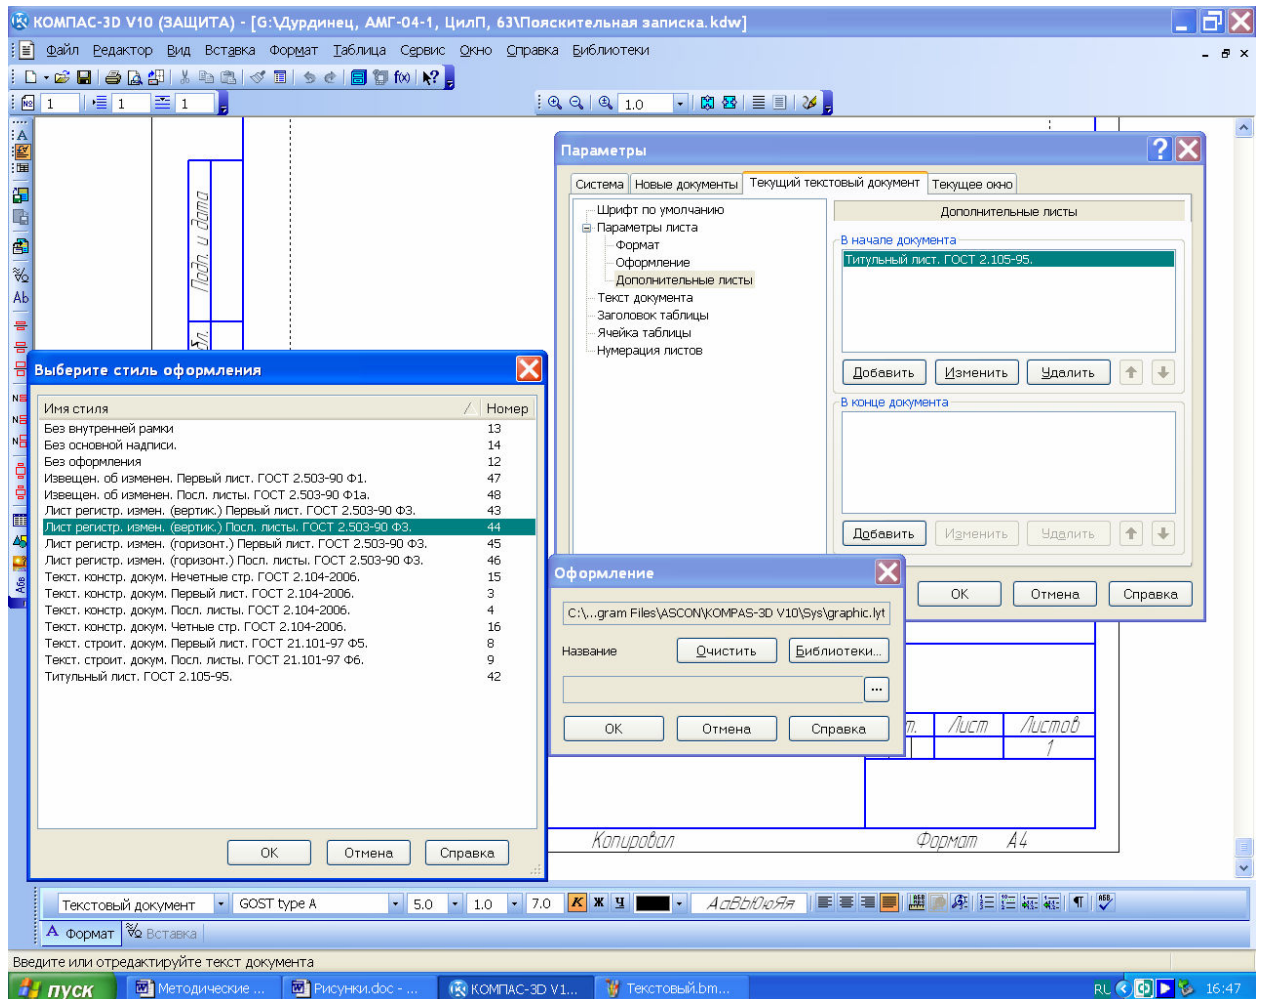 КОМПАС-3D V10 (ЗАЩИТА) - [G:\Дурдинец, АМГ-04-1, ЦилП, 63\Пояскительная записка.kdw]
Файл Редактор Вид Вставка Формат Таблица Сервис Окно Справка Библиотеки
1 1 1 1.0
Подп. и дата
Параметры
Система Новые документы Текущий текстовый документ Текущее окно
Шрифт по умолчанию
Параметры листа
Формат
Оформление
Дополнительные листы
Текст документа
Заголовок таблицы
Ячейка таблицы
Нумерация листов
Дополнительные листы
В начале документа
Титульный лист. ГОСТ 2.105-95.
Добавить Изменить Удалить
В конце документа
Добавить Изменить Удалить
OK Отмена Справка
Выберите стиль оформления
Имя стиля Номер
Без внутренней рамки 13
Без основной надписи. 14
Без оформления 12
Извещен. об изменен. Первый лист. ГОСТ 2.503-90 Ф1. 47
Извещен. об изменен. Посл. листы. ГОСТ 2.503-90 Ф1а. 48
Лист регистр. измен. (вертик.) Первый лист. ГОСТ 2.503-90 Ф3. 43
Лист регистр. измен. (вертик.) Посл. листы. ГОСТ 2.503-90 Ф3. 44
Лист регистр. измен. (горизонт.) Первый лист. ГОСТ 2.503-90 Ф3. 45
Лист регистр. измен. (горизонт.) Посл. листы. ГОСТ 2.503-90 Ф3. 46
Текст. констр. докум. Нечетные стр. ГОСТ 2.104-2006. 15
Текст. констр. докум. Первый лист. ГОСТ 2.104-2006. 3
Текст. констр. докум. Посл. листы. ГОСТ 2.104-2006. 4
Текст. констр. докум. Четные стр. ГОСТ 2.104-2006. 16
Текст. строит. докум. Первый лист. ГОСТ 21.101-97 Ф5. 8
Текст. строит. докум. Посл. листы. ГОСТ 21.101-97 Ф6. 9
Титульный лист. ГОСТ 2.105-95. 42
OK Отмена Справка
Оформление
C:\...gram Files\ASCON\KOMPAS-3D V10\Sys\graphic.lyt
Название Очистить Библиотеки...
...
OK Отмена Справка
т. Лист Листов
1
Копировал Формат А4
Текстовый документ GOST type A 5.0 1.0 7.0 К Ж Ч АаВbЮюЯя
Формат Вставка
Введите или отредактируйте текст документа
пуск Методические ... Рисунки.doc - ... КОМПАС-3D V1... Текстовый.bm... RL 16:47